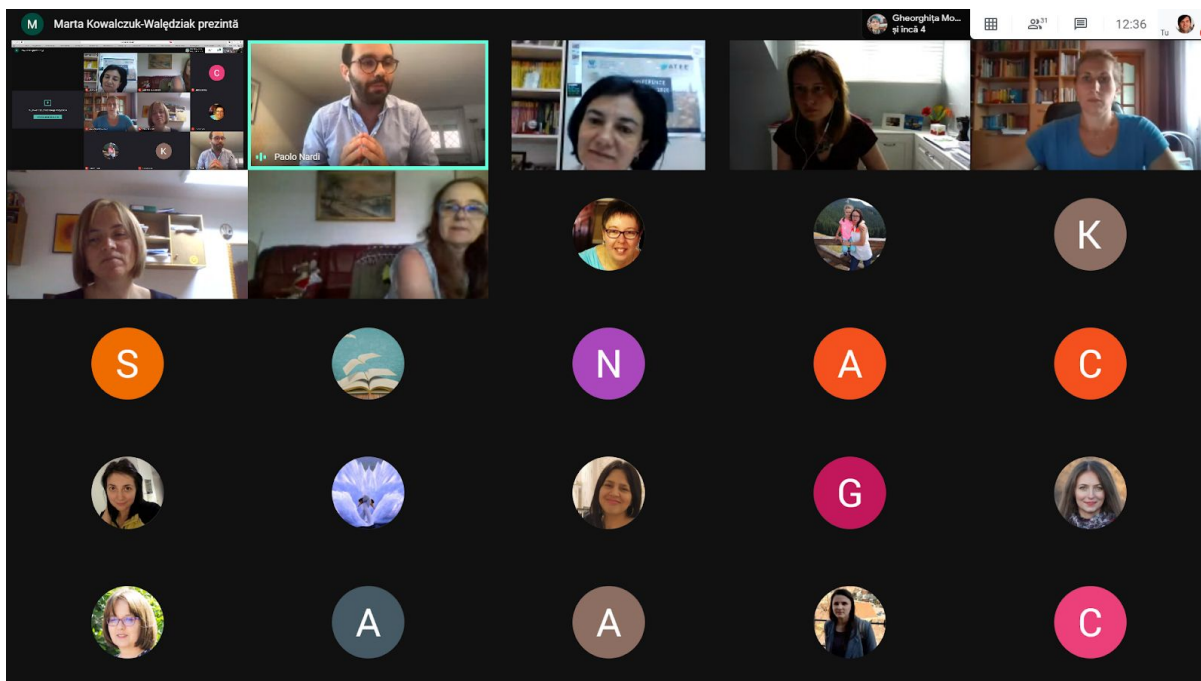 M Marta Kowalczuk-Walędziak prezintă
Gheorghița Mo...
și încă 4
31
12:36
Tu
C
K
Paolo Nardi
K
S
N
A
C
G
A
A
C